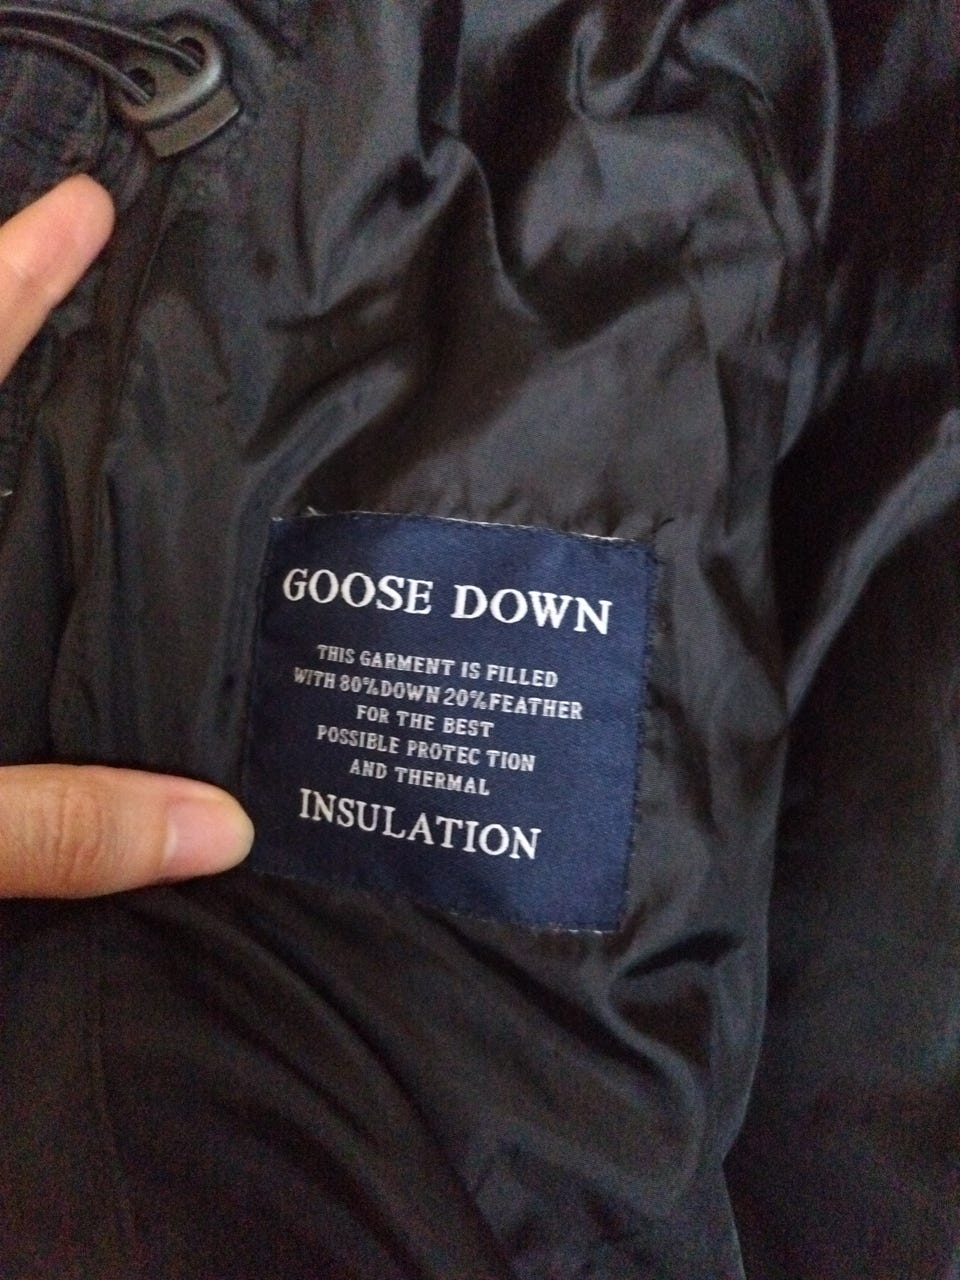 GOOSE DOWN
THIS GARMENT IS FILLED
WITH 80%DOWN 20%FEATHER
FOR THE BEST
POSSIBLE PROTEC TION
AND THERMAL
INSULATION